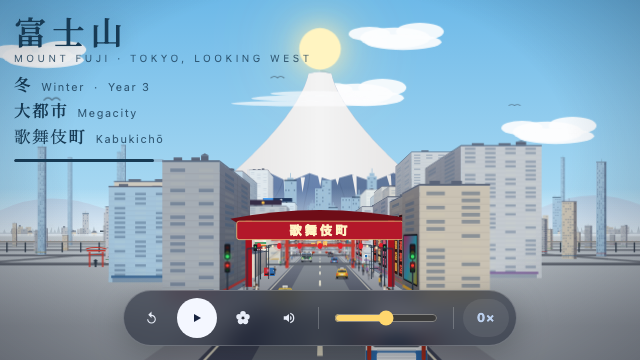 富士山
MOUNT FUJI · TOKYO, LOOKING WEST
冬 Winter · Year 3
大都市 Megacity
歌舞伎町 Kabukichō
歌舞伎町
0×